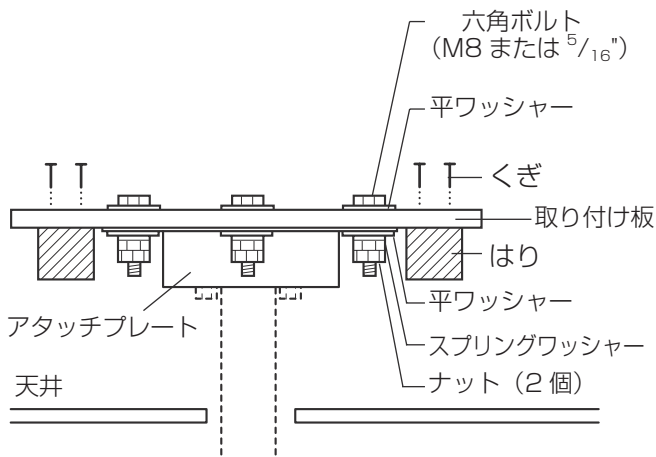 六角ボルト
（M8 または 5/16"）
平ワッシャー
くぎ
取り付け板
はり
平ワッシャー
アタッチプレート
スプリングワッシャー
ナット（2 個）
天井